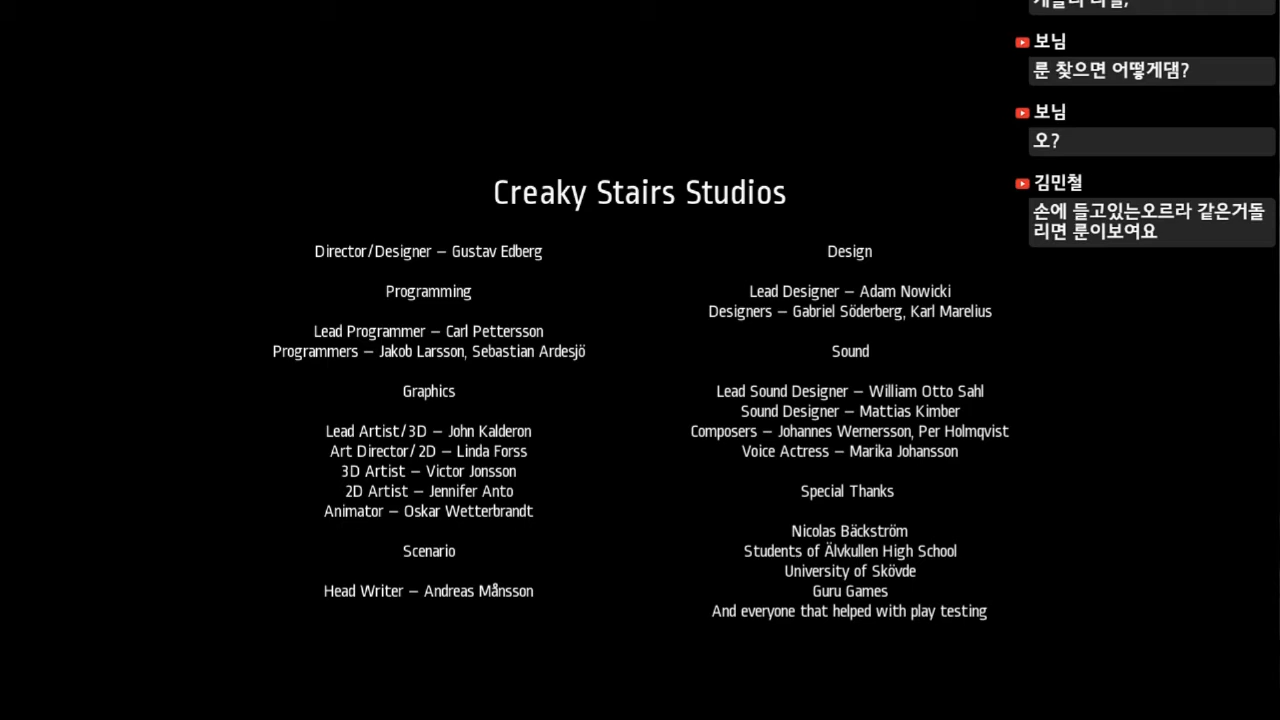 Creaky Stairs Studios
Director/Designer – Gustav Edberg
Programming
Lead Programmer – Carl Pettersson
Programmers – Jakob Larsson, Sebastian Ardesjö
Graphics
Lead Artist/3D – John Kalderon
Art Director/2D – Linda Forss
3D Artist – Victor Jonsson
2D Artist – Jennifer Anto
Animator – Oskar Wetterbrandt
Scenario
Head Writer – Andreas Månsson
Design
Lead Designer – Adam Nowicki
Designers – Gabriel Söderberg, Karl Marelius
Sound
Lead Sound Designer – William Otto Sahl
Sound Designer – Mattias Kimber
Composers – Johannes Wernersson, Per Holmqvist
Voice Actress – Marika Johansson
Special Thanks
Nicolas Bäckström
Students of Älvkullen High School
University of Skövde
Guru Games
And everyone that helped with play testing
보님
룬 찾으면 어떻게댐?
보님
오?
김민철
손에 들고있는오르라 같은거돌
리면 룬이보여요